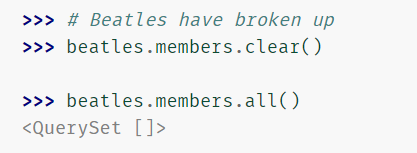 >>> # Beatles have broken up
>>> beatles.members.clear()
>>> beatles.members.all()
<QuerySet []>